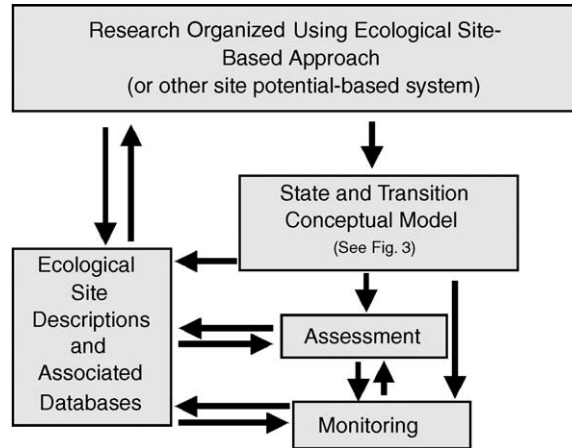 Research Organized Using Ecological Site-
Based Approach
(or other site potential-based system)
State and Transition
Conceptual Model
(See Fig. 3)
Ecological
Site
Descriptions
and
Associated
Databases
Assessment
Monitoring